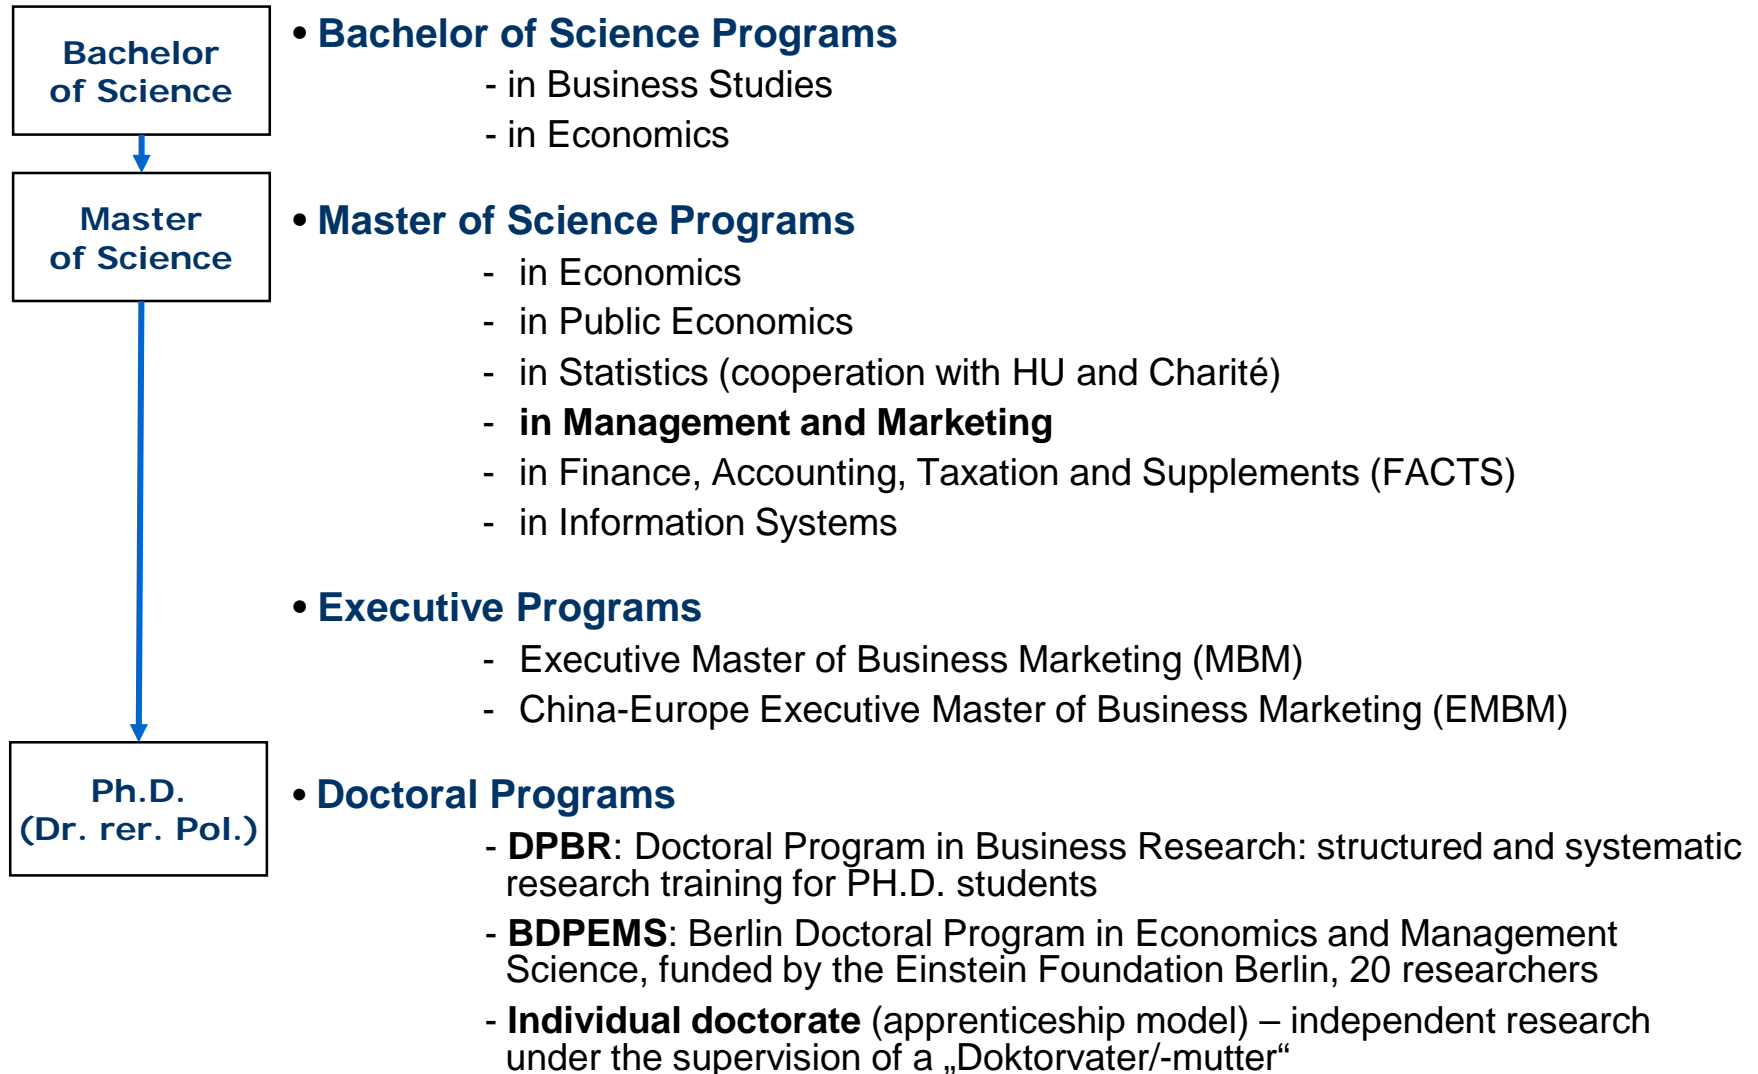 Bachelor
of Science
• Bachelor of Science Programs
- in Business Studies
- in Economics
Master
of Science
• Master of Science Programs
- in Economics
- in Public Economics
- in Statistics (cooperation with HU and Charité)
- in Management and Marketing
- in Finance, Accounting, Taxation and Supplements (FACTS)
- in Information Systems
• Executive Programs
- Executive Master of Business Marketing (MBM)
- China-Europe Executive Master of Business Marketing (EMBM)
Ph.D.
(Dr. rer. Pol.)
• Doctoral Programs
- DPBR: Doctoral Program in Business Research: structured and systematic
research training for PH.D. students
- BDPEMS: Berlin Doctoral Program in Economics and Management
Science, funded by the Einstein Foundation Berlin, 20 researchers
- Individual doctorate (apprenticeship model) – independent research
under the supervision of a „Doktorvater/-mutter“